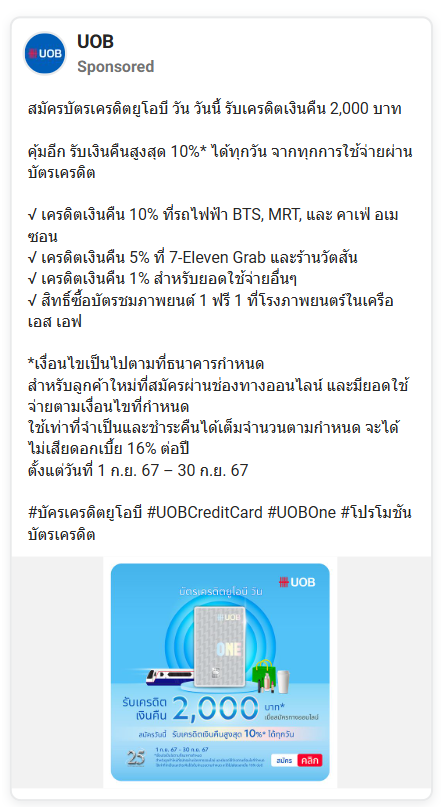 UOB
UOB
Sponsored
สมัครบัตรเครดิตยูโอบี วัน วันนี้ รับเครดิตเงินคืน 2,000 บาท
คุ้มอีก รับเงินคืนสูงสุด 10%* ได้ทุกวัน จากทุกการใช้จ่ายผ่าน
บัตรเครดิต
√ เครดิตเงินคืน 10% ที่รถไฟฟ้า BTS, MRT, และ คาเฟ่ อเม
ซอน
√ เครดิตเงินคืน 5% ที่ 7-Eleven Grab และร้านวัตสัน
√ เครดิตเงินคืน 1% สำหรับยอดใช้จ่ายอื่นๆ
√ สิทธิ์ซื้อบัตรชมภาพยนต์ 1 ฟรี 1 ที่โรงภาพยนตร์ในเครือ
เอส เอฟ
*เงื่อนไขเป็นไปตามที่ธนาคารกำหนด
สำหรับลูกค้าใหม่ที่สมัครผ่านช่องทางออนไลน์ และมียอดใช้
จ่ายตามเงื่อนไขที่กำหนด
ใช้เท่าที่จำเป็นและชำระคืนได้เต็มจำนวนตามกำหนด จะได้
ไม่เสียดอกเบี้ย 16% ต่อปี
ตั้งแต่วันที่ 1 ก.ย. 67 – 30 ก.ย. 67
#บัครเครดิตยูโอบี #UOBCreditCard #UOBOne #โปรโมชัน
บัตรเครดิต
UOB
บัตรเครดิตยูโอบี วัน
UOB
ONE
รับเครดิต
เงินคืน 2,000 บาท*
เมื่อสมัครทางออนไลน์
สมัครวันนี้ รับเครดิตเงินคืนสูงสุด 10%* ได้ทุกวัน
25
1 ก.ย. 67 - 30 ก.ย. 67
สมัคร คลิก